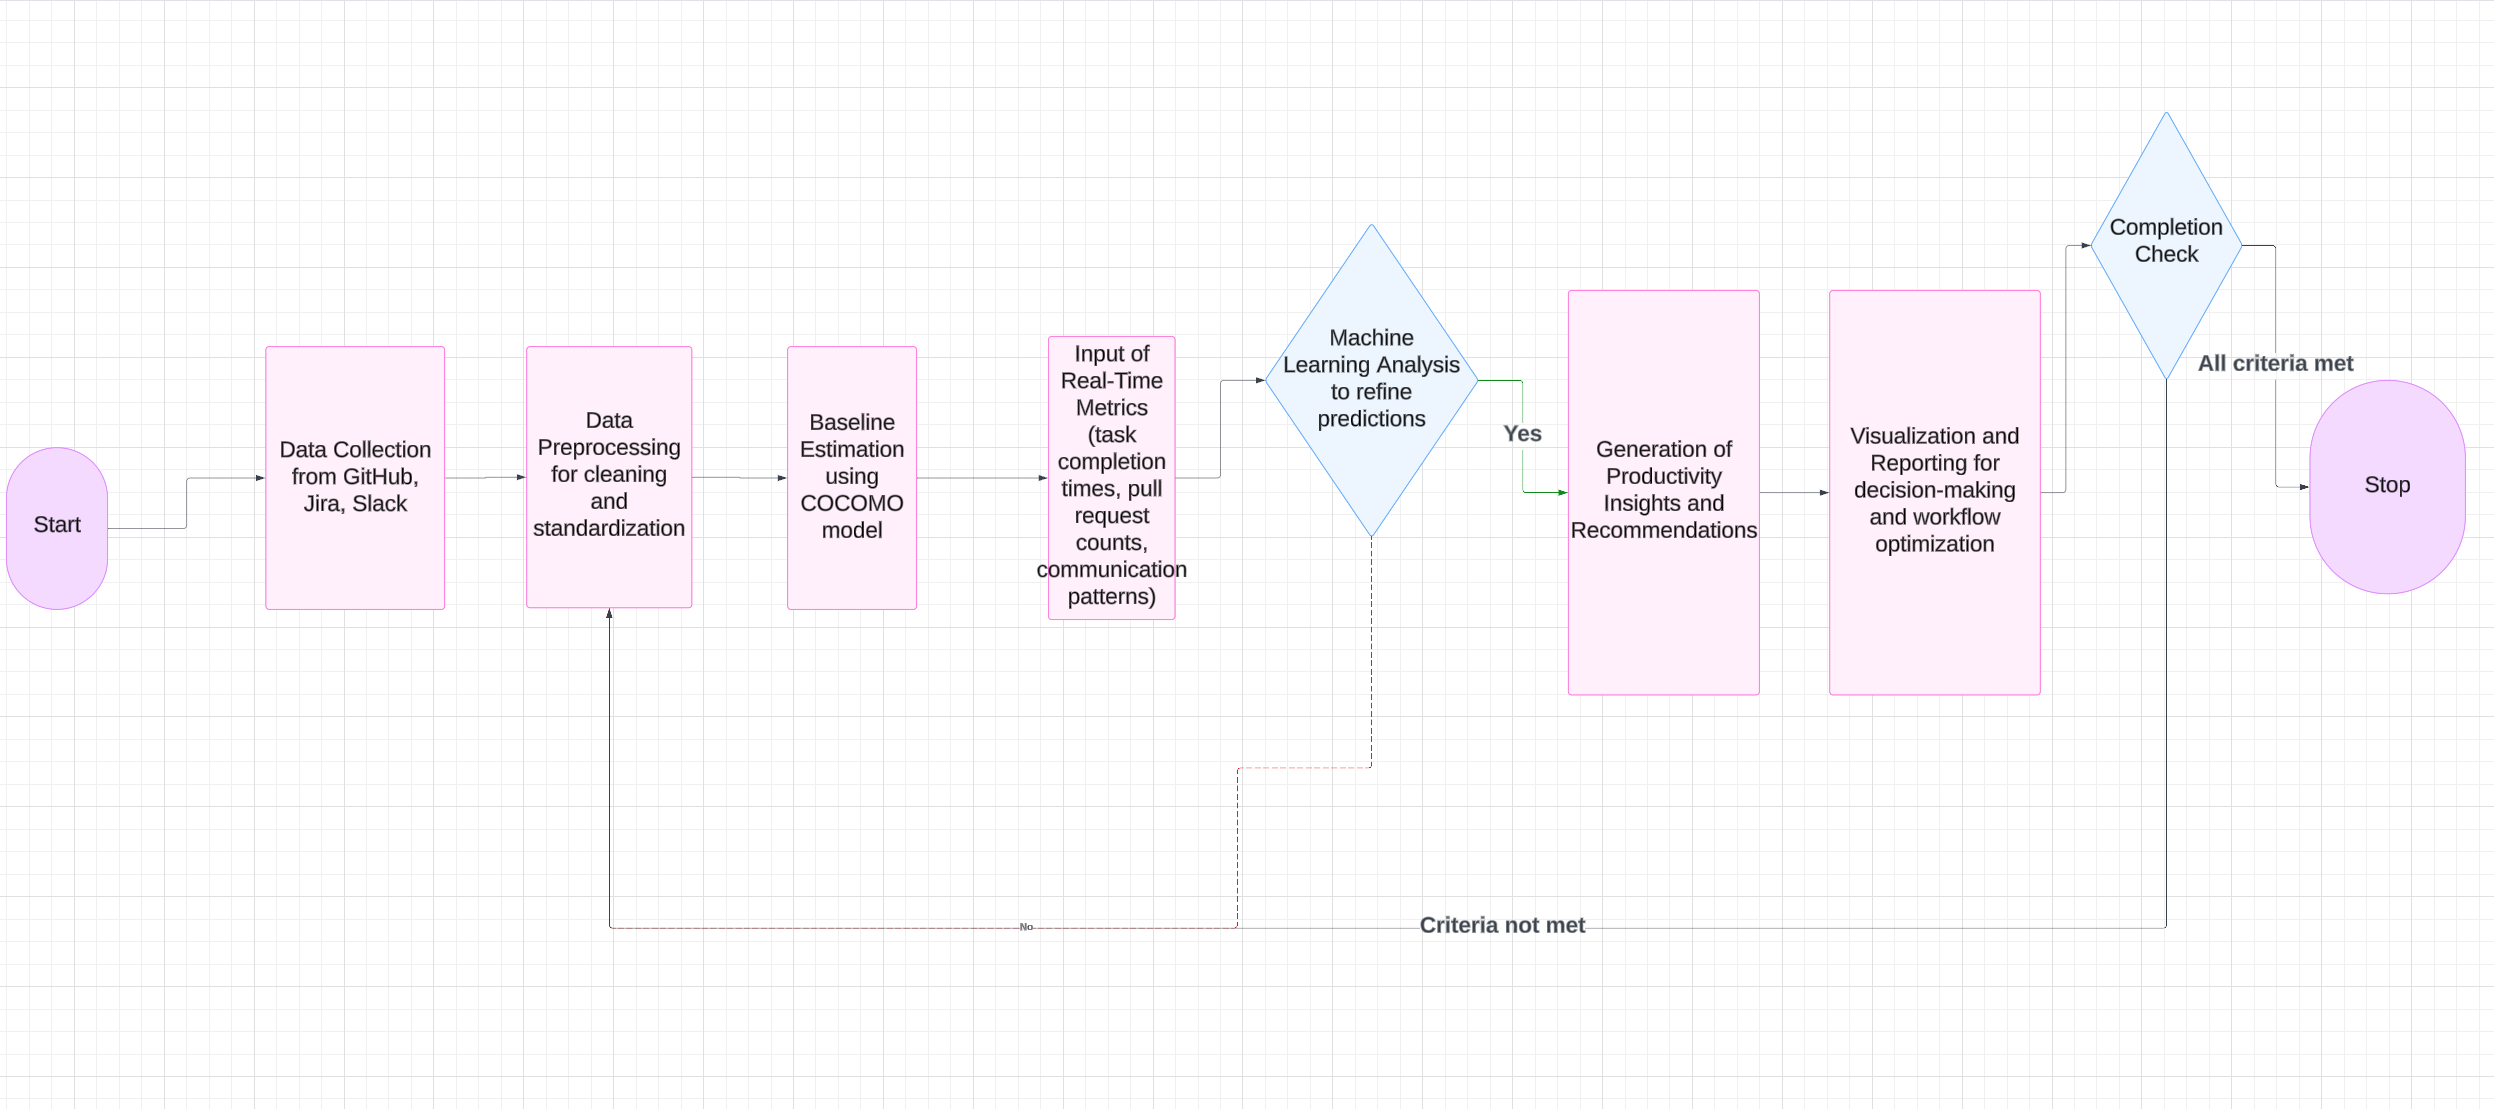 Start
Data Collection
from GitHub,
Jira, Slack
Data
Preprocessing
for cleaning
and
standardization
Baseline
Estimation
using
COCOMO
model
Input of
Real-Time
Metrics
(task
completion
times, pull
request
counts,
communication
patterns)
Machine
Learning Analysis
to refine
predictions
Yes
Generation of
Productivity
Insights and
Recommendations
Visualization and
Reporting for
decision-making
and workflow
optimization
Completion
Check
All criteria met
Stop
No
Criteria not met